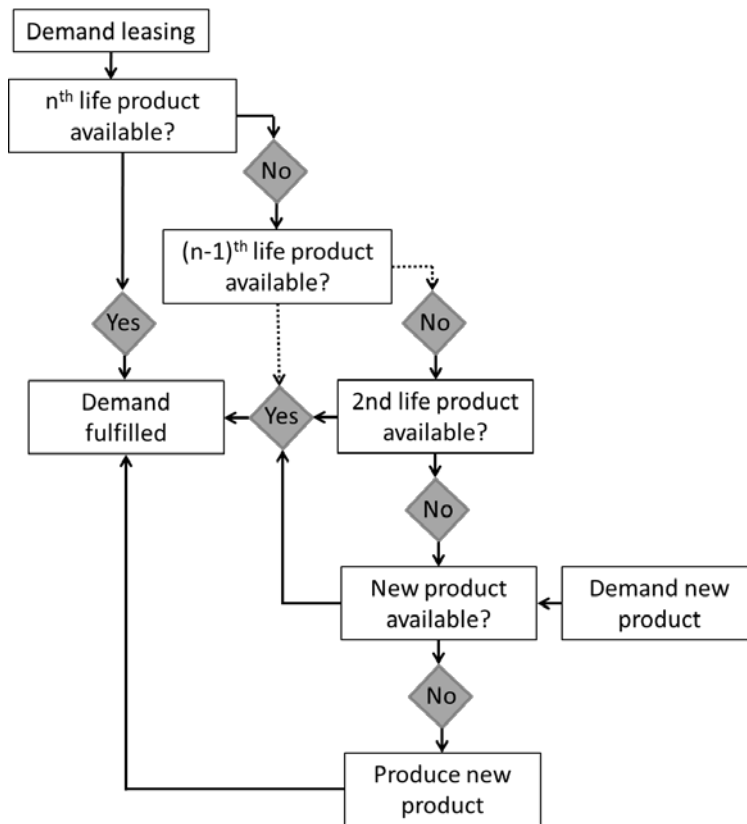 Demand leasing
nth life product
available?
No
(n-1)th life product
available?
Yes
No
Demand
fulfilled
Yes
2nd life product
available?
No
New product
available?
Demand new
product
No
Produce new
product